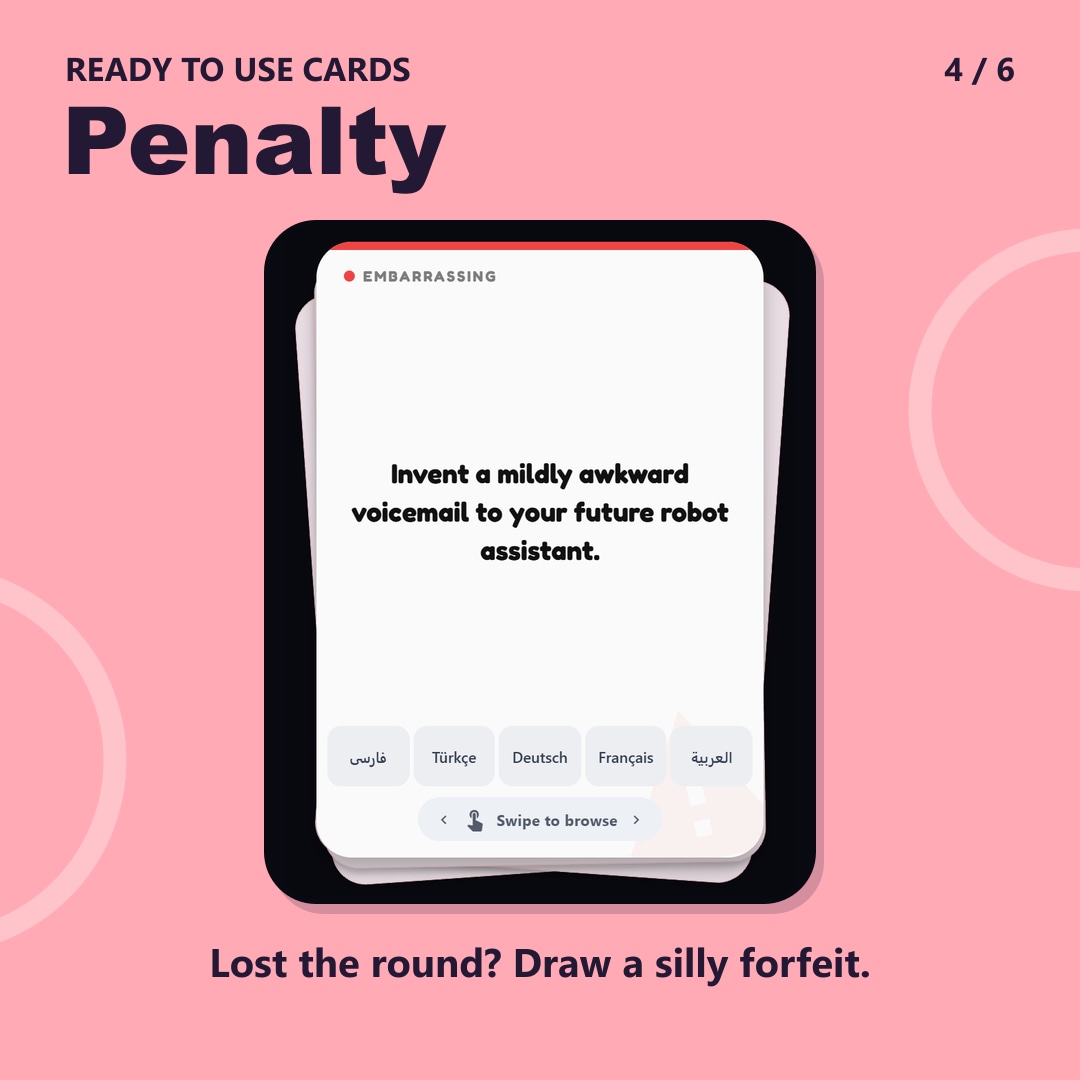 READY TO USE CARDS
4 / 6
Penalty
EMBARRASSING
Invent a mildly awkward
voicemail to your future robot
assistant.
فارسی
Türkçe
Deutsch
Français
العربية
Swipe to browse
Lost the round? Draw a silly forfeit.